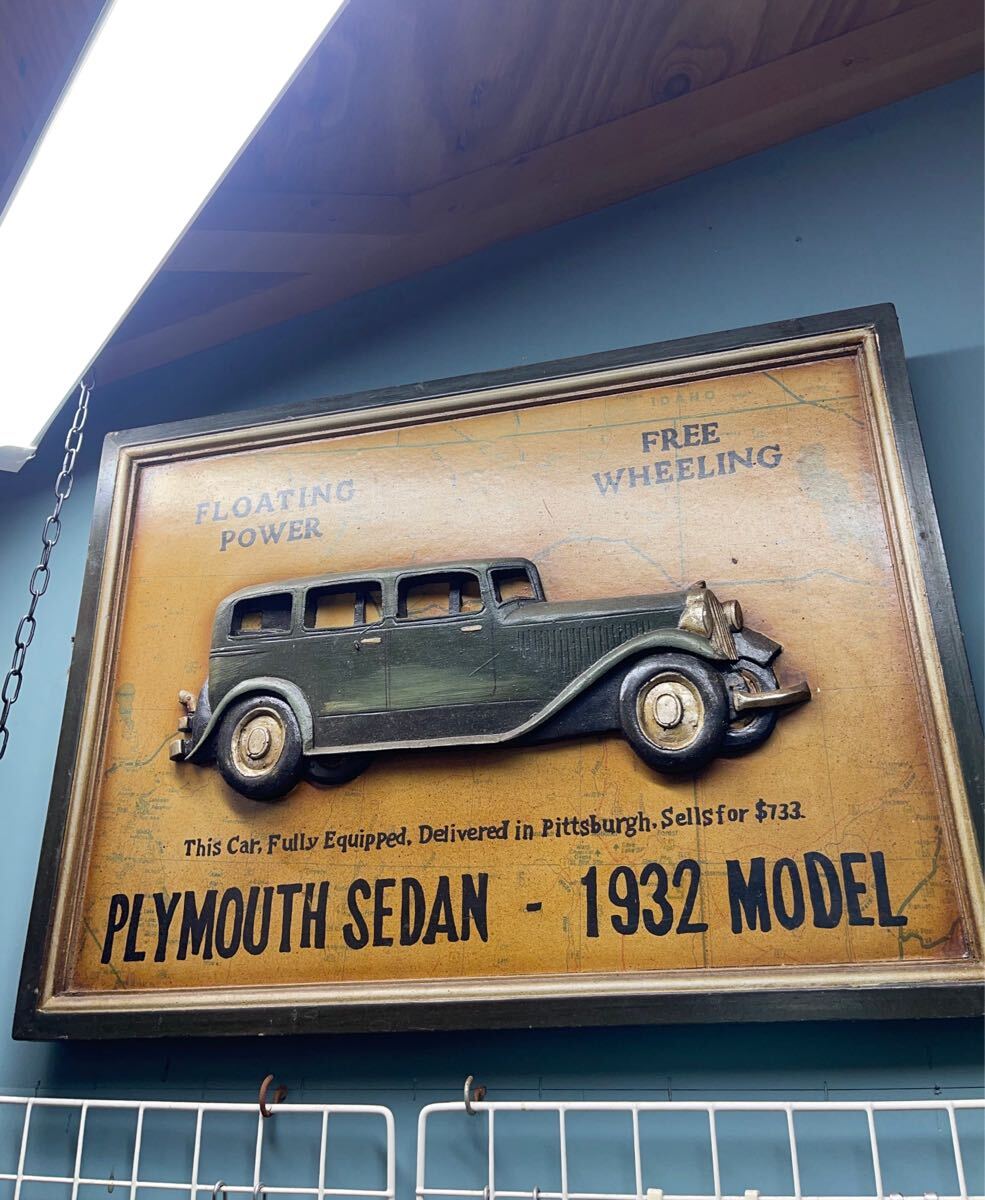 IDAHO
FLOATING
POWER
FREE
WHEELING
This Car, Fully Equipped, Delivered in Pittsburgh, Sells for $733.
PLYMOUTH SEDAN - 1932 MODEL